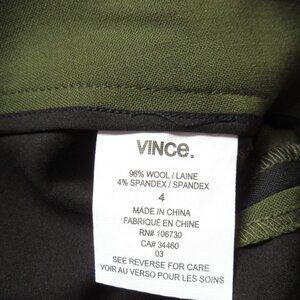 VINCE.
96% WOOL / LAINE
4% SPANDEX / SPANDEX
4
MADE IN CHINA
FABRIQUÉ EN CHINE
RN# 106730
CA# 34460
03
SEE REVERSE FOR CARE
VOIR AU VERSO POUR LES SOINS